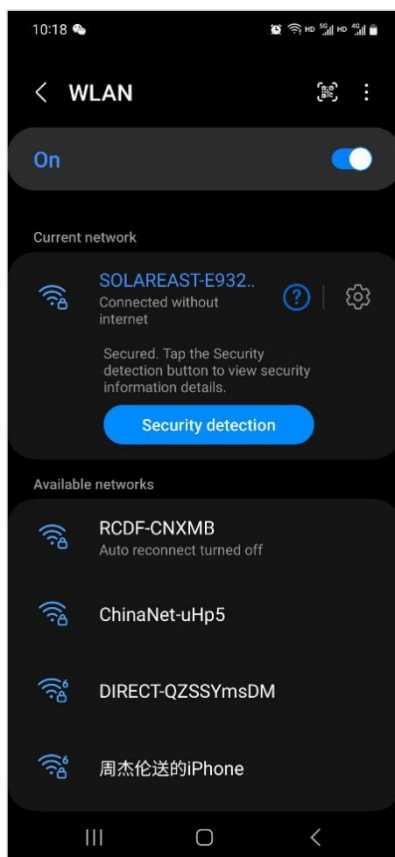 10:18 HD 5G HD 4G
WLAN
On
Current network
SOLAREAST-E932..
Connected without
internet
Secured. Tap the Security
detection button to view security
information details.
Security detection
Available networks
RCDF-CNXMB
Auto reconnect turned off
ChinaNet-uHp5
6
DIRECT-QZSSYmsDM
6
周杰伦送的iPhone